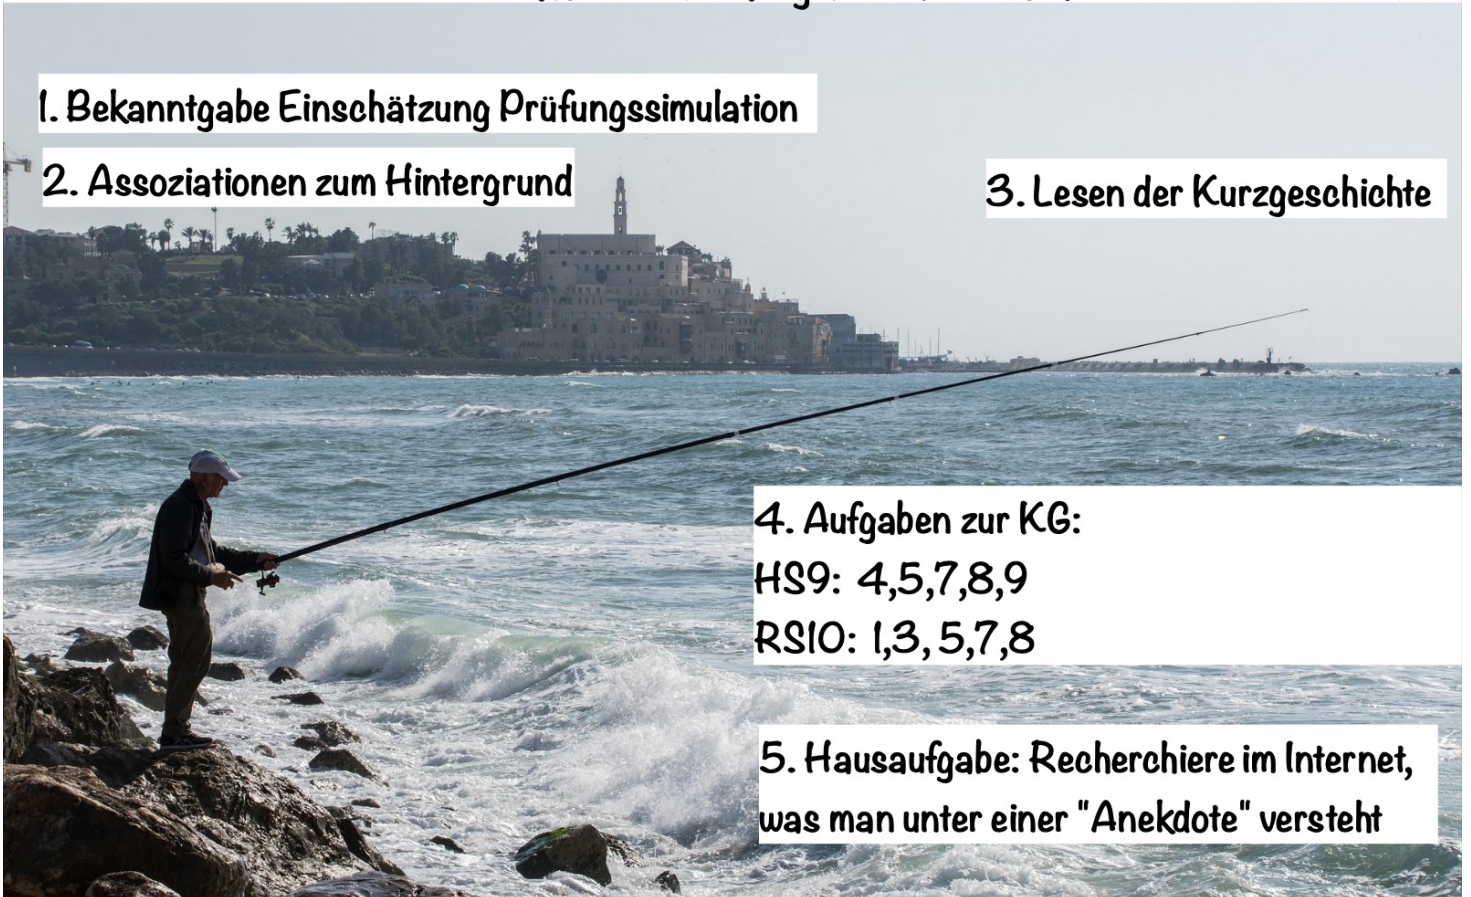 1. Bekanntgabe Einschätzung Prüfungssimulation
2. Assoziationen zum Hintergrund
3. Lesen der Kurzgeschichte
4. Aufgaben zur KG:
HS9: 4,5,7,8,9
RS10: 1,3, 5,7,8
5. Hausaufgabe: Recherchiere im Internet,
was man unter einer "Anekdote" versteht